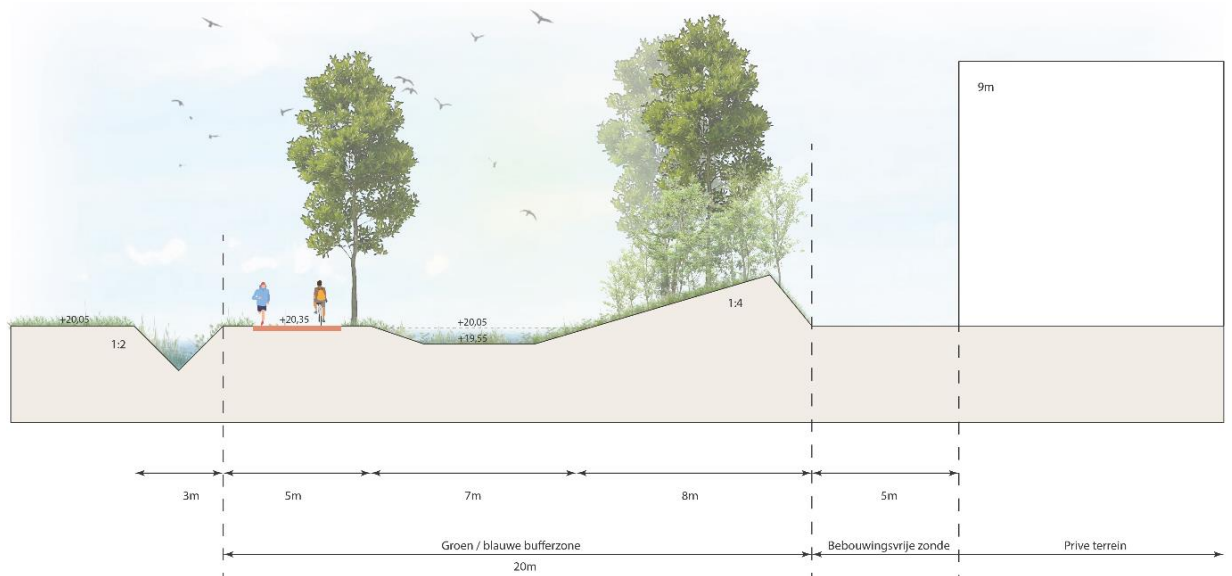 9m
1:4
+20,05
+20,35
+20,05
1:2
+19,55
3m
5m
7m
8m
5m
Groen / blauwe bufferzone
Bebouwingsvrije zonde
Prive terrein
20m